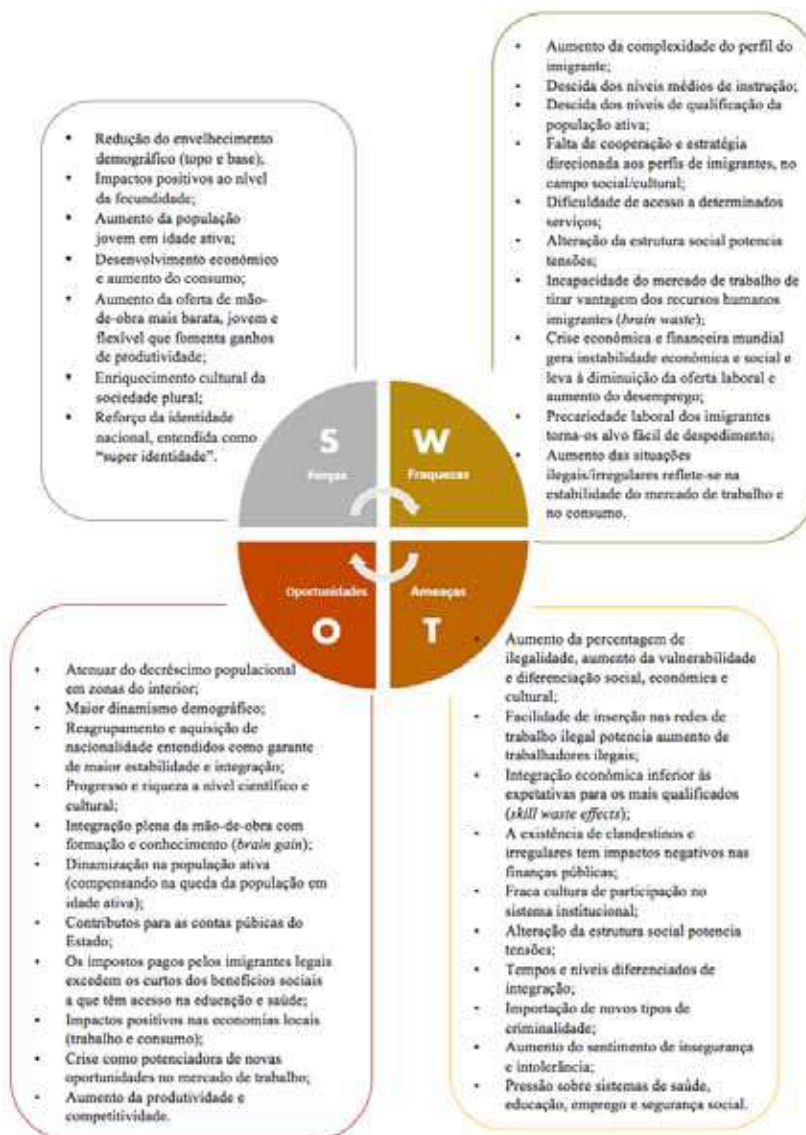 • Redução do envelhecimento
demográfico (topo e base);
• Impactos positivos ao nível
da fecundidade;
• Aumento da população
jovem em idade ativa;
• Desenvolvimento económico
e aumento do consumo;
• Aumento da oferta de mão-
de-obra mais barata, jovem e
flexível que fomenta ganhos
de produtividade;
• Enriquecimento cultural da
sociedade plural;
• Reforço da identidade
nacional, entendida como
“super identidade”.
• Aumento da complexidade do perfil do
imigrante;
• Descida dos níveis médios de instrução;
• Descida dos níveis de qualificação da
população ativa;
• Falta de cooperação e estratégia
direcionada aos perfis de imigrantes, no
campo social/cultural;
• Dificuldade de acesso a determinados
serviços;
• Alteração da estrutura social potencia
tensões;
• Incapacidade do mercado de trabalho de
tirar vantagem dos recursos humanos
imigrantes (brain waste);
• Crise económica e financeira mundial
gera instabilidade económica e social e
leva à diminuição da oferta laboral e
aumento do desemprego;
• Precariedade laboral dos imigrantes
torna-os alvo fácil de despedimento;
• Aumento das situações
ilegais/irregulares reflete-se na
estabilidade do mercado de trabalho e
no consumo.
S
Forças
W
Fraquezas
Oportunidades
O
Ameaças
T
• Atenuar do decréscimo populacional
em zonas do interior;
• Maior dinamismo demográfico;
• Reagrupamento e aquisição de
nacionalidade entendidos como garante
de maior estabilidade e integração;
• Progresso e riqueza a nível científico e
cultural;
• Integração plena da mão-de-obra com
formação e conhecimento (brain gain);
• Dinamização na população ativa
(compensando na queda da população em
idade ativa);
• Contributos para as contas púbicas do
Estado;
• Os impostos pagos pelos imigrantes legais
excedem os curtos dos benefícios sociais
a que têm acesso na educação e saúde;
• Impactos positivos nas economias locais
(trabalho e consumo);
• Crise como potenciadora de novas
oportunidades no mercado de trabalho;
• Aumento da produtividade e
competitividade.
• Aumento da percentagem de
ilegalidade, aumento da vulnerabilidade
e diferenciação social, económica e
cultural;
• Facilidade de inserção nas redes de
trabalho ilegal potencia aumento de
trabalhadores ilegais;
• Integração económica inferior às
expetativas para os mais qualificados
(skill waste effects);
• A existência de clandestinos e
irregulares tem impactos negativos nas
finanças públicas;
• Fraca cultura de participação no
sistema institucional;
• Alteração da estrutura social potencia
tensões;
• Tempos e níveis diferenciados de
integração;
• Importação de novos tipos de
criminalidade;
• Aumento do sentimento de insegurança
e intolerância;
• Pressão sobre sistemas de saúde,
educação, emprego e segurança social.